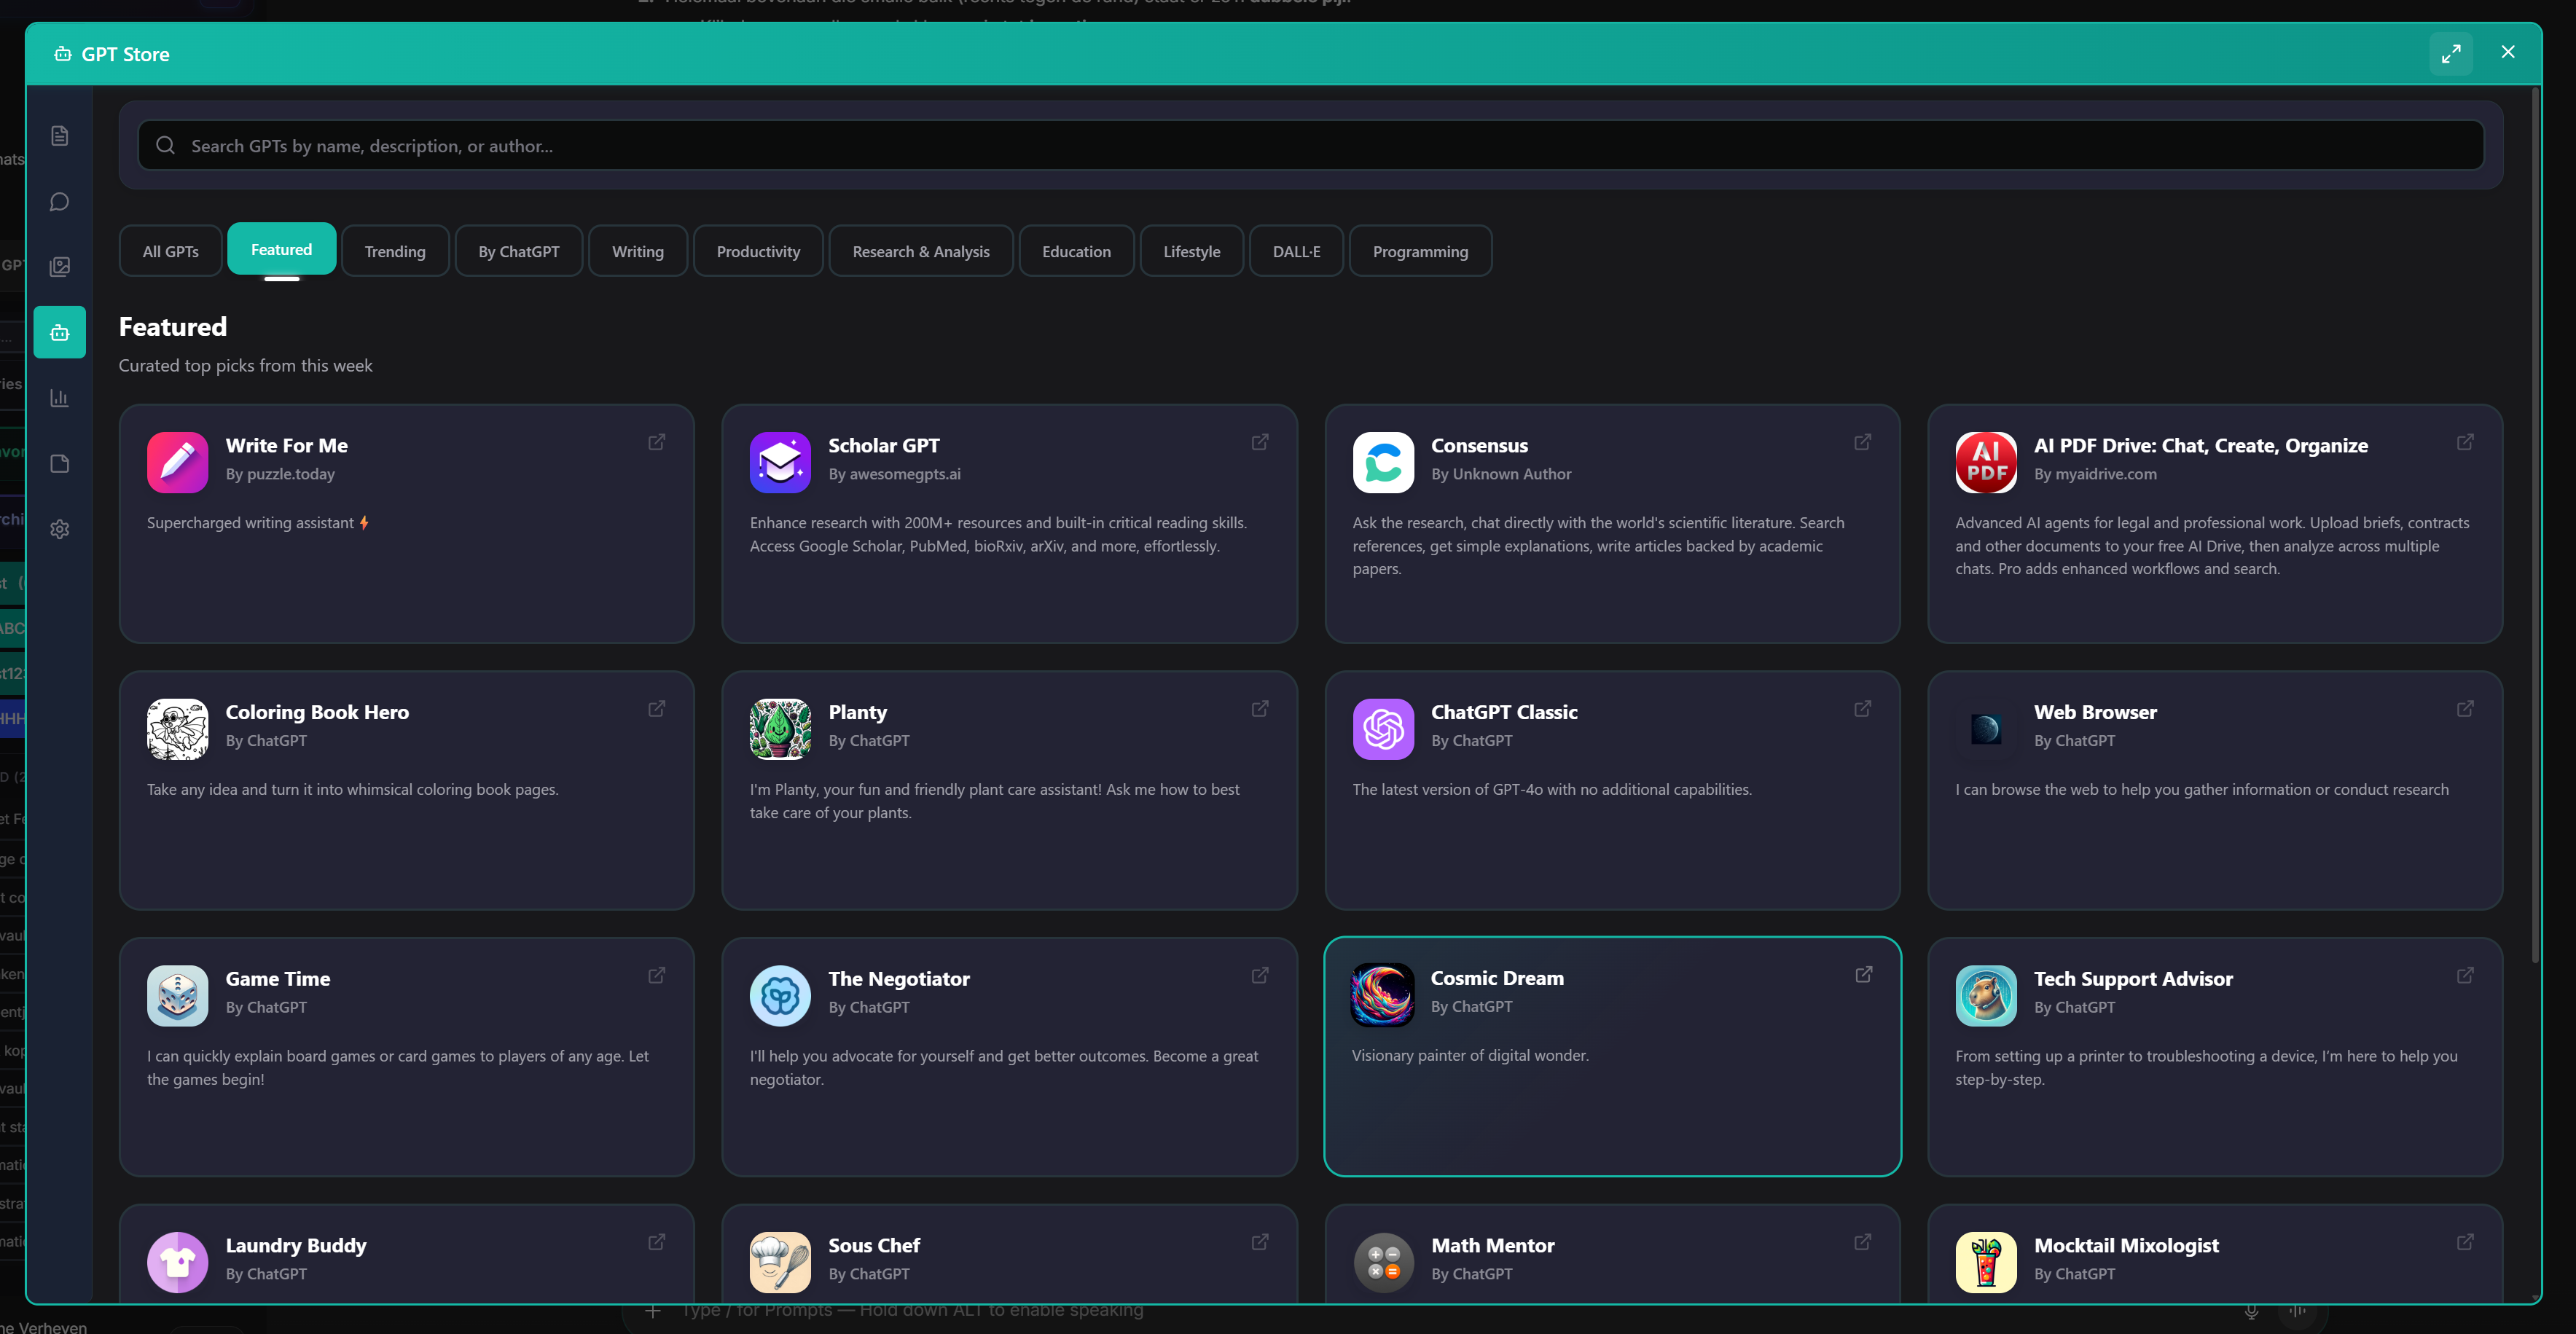 GPT Store
Search GPTs by name, description, or author...
All GPTs
Featured
Trending
By ChatGPT
Writing
Productivity
Research & Analysis
Education
Lifestyle
DALL·E
Programming
Featured
Curated top picks from this week
Write For Me
By puzzle.today
Supercharged writing assistant
Scholar GPT
By awesomegpts.ai
Enhance research with 200M+ resources and built-in critical reading skills.
Access Google Scholar, PubMed, bioRxiv, arXiv, and more, effortlessly.
Consensus
By Unknown Author
Ask the research, chat directly with the world's scientific literature. Search
references, get simple explanations, write articles backed by academic
papers.
AI
PDF
AI PDF Drive: Chat, Create, Organize
By myaidrive.com
Advanced AI agents for legal and professional work. Upload briefs, contracts
and other documents to your free AI Drive, then analyze across multiple
chats. Pro adds enhanced workflows and search.
Coloring Book Hero
By ChatGPT
Take any idea and turn it into whimsical coloring book pages.
Planty
By ChatGPT
I'm Planty, your fun and friendly plant care assistant! Ask me how to best
take care of your plants.
ChatGPT Classic
By ChatGPT
The latest version of GPT-4o with no additional capabilities.
Web Browser
By ChatGPT
I can browse the web to help you gather information or conduct research
Game Time
By ChatGPT
I can quickly explain board games or card games to players of any age. Let
the games begin!
The Negotiator
By ChatGPT
I'll help you advocate for yourself and get better outcomes. Become a great
negotiator.
Cosmic Dream
By ChatGPT
Visionary painter of digital wonder.
Tech Support Advisor
By ChatGPT
From setting up a printer to troubleshooting a device, I'm here to help you
step-by-step.
Laundry Buddy
By ChatGPT
Sous Chef
By ChatGPT
Math Mentor
By ChatGPT
Mocktail Mixologist
By ChatGPT
Type / for Prompts — Hold down ALT to enable speaking
Verheyen